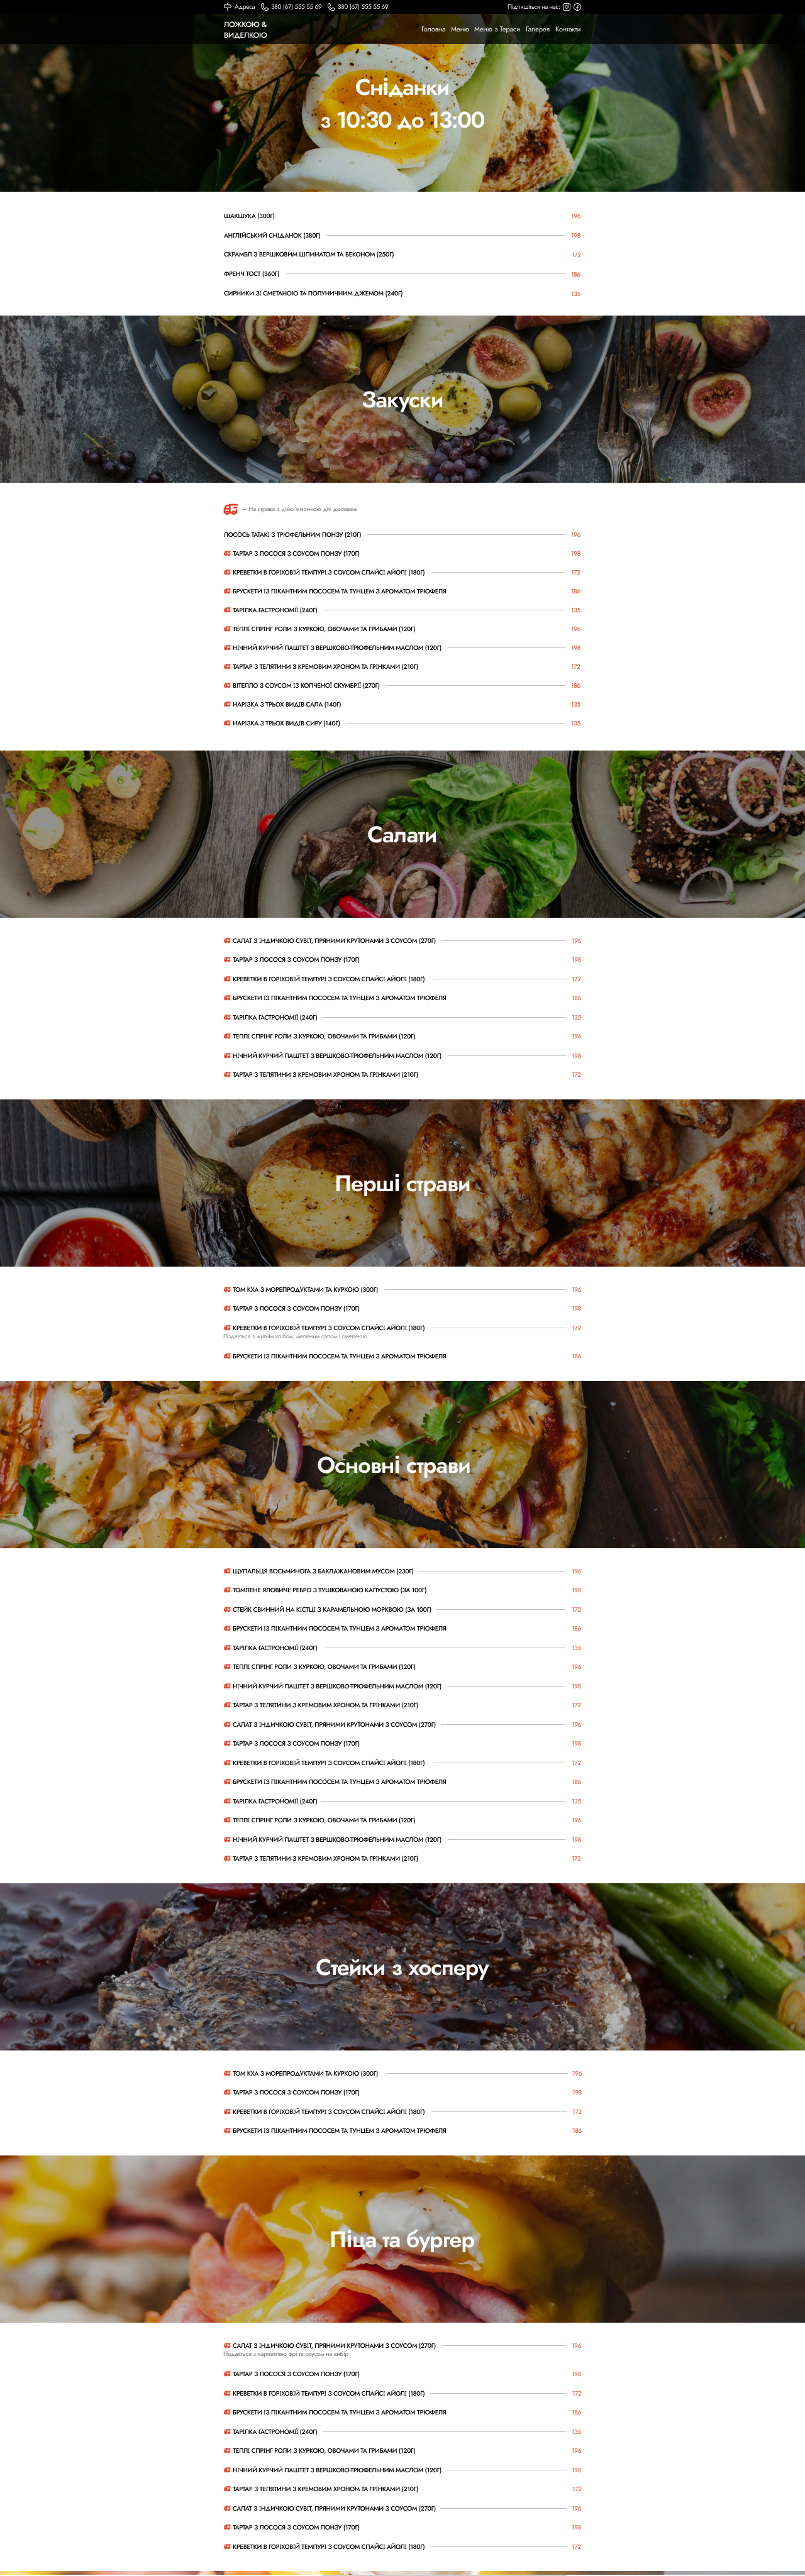 Адреса 380 (67) 555 55 69 380 (67) 555 55 69 Підпишіться на нас:
ЛОЖКОЮ &
ВИДЕЛКОЮ
Головна Меню Меню з Тераси Галерея Контакти
Сніданки
з 10:30 до 13:00
ШАКШУКА (300Г) 196
АНГЛІЙСЬКИЙ СНІДАНОК (380Г) 198
СКРАМБЛ З ВЕРШКОВИМ ШПИНАТОМ ТА БЕКОНОМ (250Г) 172
ФРЕНЧ ТОСТ (360Г) 186
СИРНИКИ ЗІ СМЕТАНОЮ ТА ПОЛУНИЧНИМ ДЖЕМОМ (240Г) 135
Закуски
– На страви з цією іконкою діє доставка
ЛОСОСЬ ТАТАКІ З ТРЮФЕЛЬНИМ ПОНЗУ (210Г) 196
ТАРТАР З ЛОСОСЯ З СОУСОМ ПОНЗУ (170Г) 198
КРЕВЕТКИ В ГОРІХОВІЙ ТЕМПУРІ З СОУСОМ СПАЙСІ АЙОЛІ (180Г) 172
БРУСКЕТИ ІЗ ПІКАНТНИМ ЛОСОСЕМ ТА ТУНЦЕМ З АРОМАТОМ ТРЮФЕЛЯ 186
ТАРІЛКА ГАСТРОНОМІЇ (240Г) 135
ТЕПЛІ СПРІНГ РОЛИ З КУРКОЮ, ОВОЧАМИ ТА ГРИБАМИ (120Г) 196
НІЖНИЙ КУРЧИЙ ПАШТЕТ З ВЕРШКОВО-ТРЮФЕЛЬНИМ МАСЛОМ (120Г) 198
ТАРТАР З ТЕЛЯТИНИ З КРЕМОВИМ ХРОНОМ ТА ГРІНКАМИ (210Г) 172
ВІТЕЛЛО З СОУСОМ ІЗ КОПЧЕНОЇ СКУМБРІЇ (270Г) 186
НАРІЗКА З ТРЬОХ ВИДІВ САЛА (140Г) 135
НАРІЗКА З ТРЬОХ ВИДІВ СИРУ (140Г) 135
Салати
САЛАТ З ІНДИЧКОЮ СУВІТ, ПРЯНИМИ КРУТОНАМИ З СОУСОМ (270Г) 196
ТАРТАР З ЛОСОСЯ З СОУСОМ ПОНЗУ (170Г) 198
КРЕВЕТКИ В ГОРІХОВІЙ ТЕМПУРІ З СОУСОМ СПАЙСІ АЙОЛІ (180Г) 172
БРУСКЕТИ ІЗ ПІКАНТНИМ ЛОСОСЕМ ТА ТУНЦЕМ З АРОМАТОМ ТРЮФЕЛЯ 186
ТАРІЛКА ГАСТРОНОМІЇ (240Г) 135
ТЕПЛІ СПРІНГ РОЛИ З КУРКОЮ, ОВОЧАМИ ТА ГРИБАМИ (120Г) 196
НІЖНИЙ КУРЧИЙ ПАШТЕТ З ВЕРШКОВО-ТРЮФЕЛЬНИМ МАСЛОМ (120Г) 198
ТАРТАР З ТЕЛЯТИНИ З КРЕМОВИМ ХРОНОМ ТА ГРІНКАМИ (210Г) 172
Перші страви
ТОМ КХА З МОРЕПРОДУКТАМИ ТА КУРКОЮ (300Г) 196
ТАРТАР З ЛОСОСЯ З СОУСОМ ПОНЗУ (170Г) 198
КРЕВЕТКИ В ГОРІХОВІЙ ТЕМПУРІ З СОУСОМ СПАЙСІ АЙОЛІ (180Г) 172
Подається з житнім хлібом, меленим салом і сметаною
БРУСКЕТИ ІЗ ПІКАНТНИМ ЛОСОСЕМ ТА ТУНЦЕМ З АРОМАТОМ ТРЮФЕЛЯ 186
Основні страви
ЩУПАЛЬЦЯ ВОСЬМИНОГА З БАКЛАЖАНОВИМ МУСОМ (230Г) 196
ТОМЛЕНЕ ЯЛОВИЧЕ РЕБРО З ТУШКОВАНОЮ КАПУСТОЮ (ЗА 100Г) 198
СТЕЙК СВИННИЙ НА КІСТЦІ З КАРАМЕЛЬНОЮ МОРКВОЮ (ЗА 100Г) 172
БРУСКЕТИ ІЗ ПІКАНТНИМ ЛОСОСЕМ ТА ТУНЦЕМ З АРОМАТОМ ТРЮФЕЛЯ 186
ТАРІЛКА ГАСТРОНОМІЇ (240Г) 135
ТЕПЛІ СПРІНГ РОЛИ З КУРКОЮ, ОВОЧАМИ ТА ГРИБАМИ (120Г) 196
НІЖНИЙ КУРЧИЙ ПАШТЕТ З ВЕРШКОВО-ТРЮФЕЛЬНИМ МАСЛОМ (120Г) 198
ТАРТАР З ТЕЛЯТИНИ З КРЕМОВИМ ХРОНОМ ТА ГРІНКАМИ (210Г) 172
САЛАТ З ІНДИЧКОЮ СУВІТ, ПРЯНИМИ КРУТОНАМИ З СОУСОМ (270Г) 196
ТАРТАР З ЛОСОСЯ З СОУСОМ ПОНЗУ (170Г) 198
КРЕВЕТКИ В ГОРІХОВІЙ ТЕМПУРІ З СОУСОМ СПАЙСІ АЙОЛІ (180Г) 172
БРУСКЕТИ ІЗ ПІКАНТНИМ ЛОСОСЕМ ТА ТУНЦЕМ З АРОМАТОМ ТРЮФЕЛЯ 186
ТАРІЛКА ГАСТРОНОМІЇ (240Г) 135
ТЕПЛІ СПРІНГ РОЛИ З КУРКОЮ, ОВОЧАМИ ТА ГРИБАМИ (120Г) 196
НІЖНИЙ КУРЧИЙ ПАШТЕТ З ВЕРШКОВО-ТРЮФЕЛЬНИМ МАСЛОМ (120Г) 198
ТАРТАР З ТЕЛЯТИНИ З КРЕМОВИМ ХРОНОМ ТА ГРІНКАМИ (210Г) 172
Стейки з хосперу
ТОМ КХА З МОРЕПРОДУКТАМИ ТА КУРКОЮ (300Г) 196
ТАРТАР З ЛОСОСЯ З СОУСОМ ПОНЗУ (170Г) 198
КРЕВЕТКИ В ГОРІХОВІЙ ТЕМПУРІ З СОУСОМ СПАЙСІ АЙОЛІ (180Г) 172
БРУСКЕТИ ІЗ ПІКАНТНИМ ЛОСОСЕМ ТА ТУНЦЕМ З АРОМАТОМ ТРЮФЕЛЯ 186
Піца та бургер
САЛАТ З ІНДИЧКОЮ СУВІТ, ПРЯНИМИ КРУТОНАМИ З СОУСОМ (270Г) 196
Подається з картоплею фрі та соусом на вибір
ТАРТАР З ЛОСОСЯ З СОУСОМ ПОНЗУ (170Г) 198
КРЕВЕТКИ В ГОРІХОВІЙ ТЕМПУРІ З СОУСОМ СПАЙСІ АЙОЛІ (180Г) 172
БРУСКЕТИ ІЗ ПІКАНТНИМ ЛОСОСЕМ ТА ТУНЦЕМ З АРОМАТОМ ТРЮФЕЛЯ 186
ТАРІЛКА ГАСТРОНОМІЇ (240Г) 135
ТЕПЛІ СПРІНГ РОЛИ З КУРКОЮ, ОВОЧАМИ ТА ГРИБАМИ (120Г) 196
НІЖНИЙ КУРЧИЙ ПАШТЕТ З ВЕРШКОВО-ТРЮФЕЛЬНИМ МАСЛОМ (120Г) 198
ТАРТАР З ТЕЛЯТИНИ З КРЕМОВИМ ХРОНОМ ТА ГРІНКАМИ (210Г) 172
САЛАТ З ІНДИЧКОЮ СУВІТ, ПРЯНИМИ КРУТОНАМИ З СОУСОМ (270Г) 196
ТАРТАР З ЛОСОСЯ З СОУСОМ ПОНЗУ (170Г) 198
КРЕВЕТКИ В ГОРІХОВІЙ ТЕМПУРІ З СОУСОМ СПАЙСІ АЙОЛІ (180Г) 172